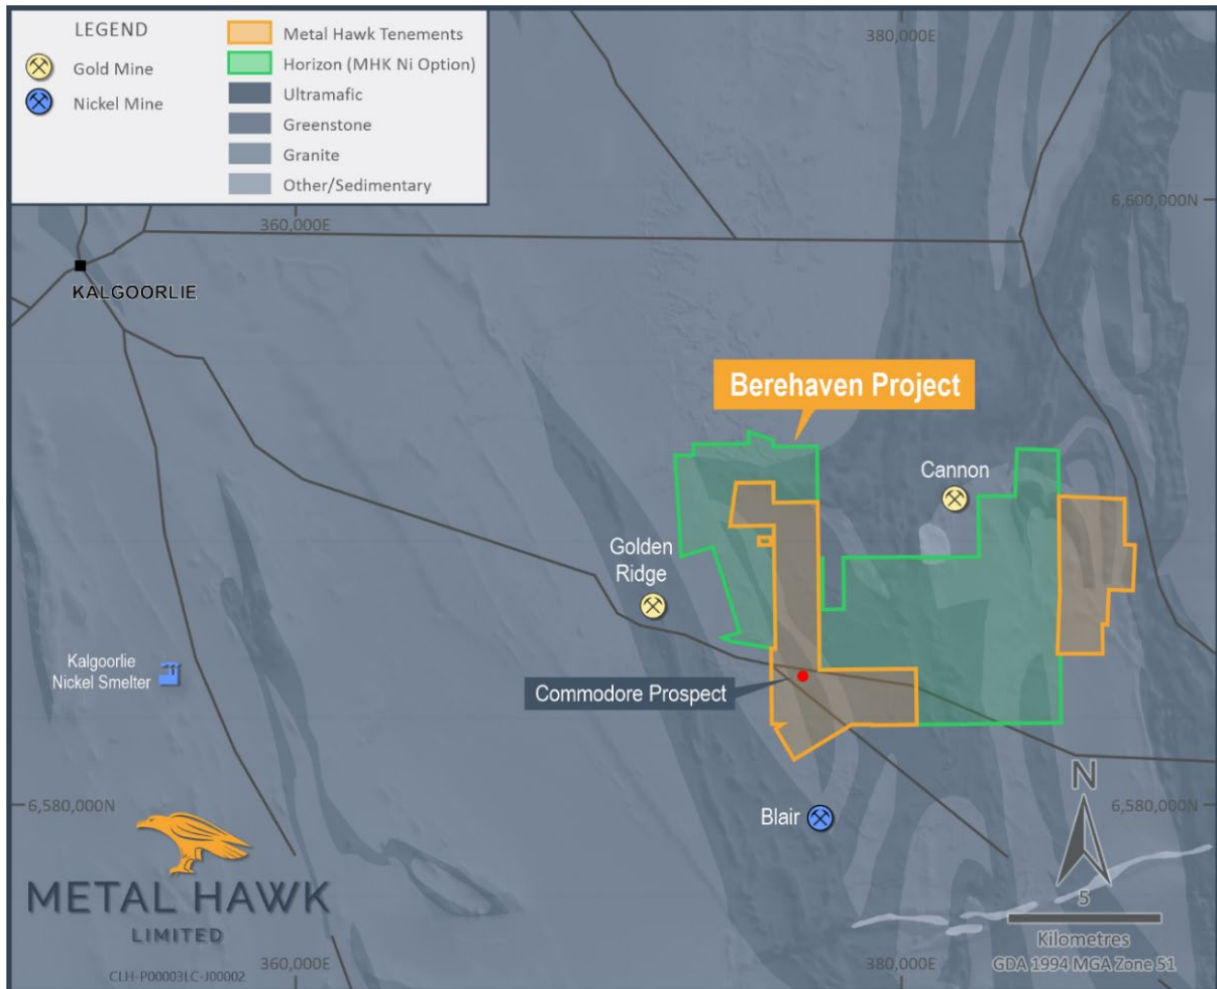 LEGEND
Gold Mine
Nickel Mine
Metal Hawk Tenements
Horizon (MHK Ni Option)
Ultramafic
Greenstone
Granite
Other/Sedimentary
380,000E
6,600,000N
360,000E
KALGOORLIE
Berehaven Project
Cannon
Golden
Ridge
Kalgoorlie
Nickel Smelter
Commodore Prospect
6,580,000N
6,580,000N
Blair
N
METAL HAWK
LIMITED
5
Kilometres
GDA 1994 MGA Zone 51
CLH-P00003LC-J00002
360,000E
380,000E